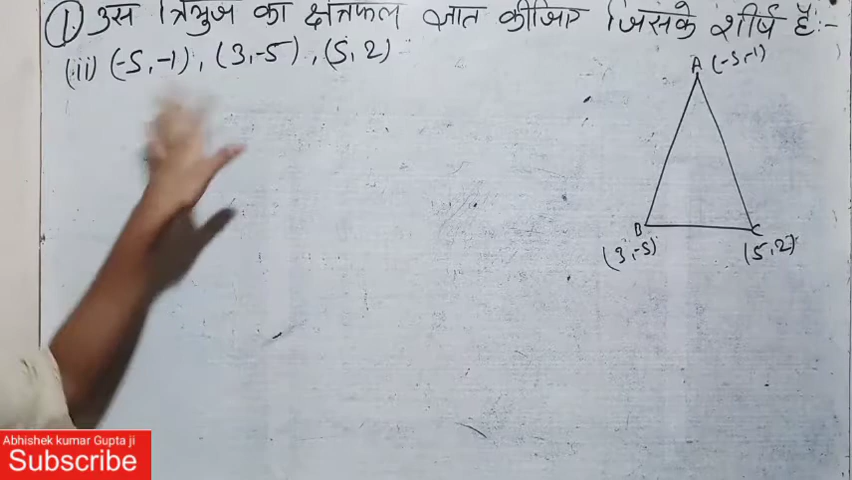 ① उस त्रिभुज का क्षेत्रफल ज्ञात कीजिए जिसके शीर्ष हैं:-
(ii) (-5,-1), (3,-5), (5,2)
A (-5,-1)
B C
(3,-5) (5,2)
Abhishek kumar Gupta ji
Subscribe